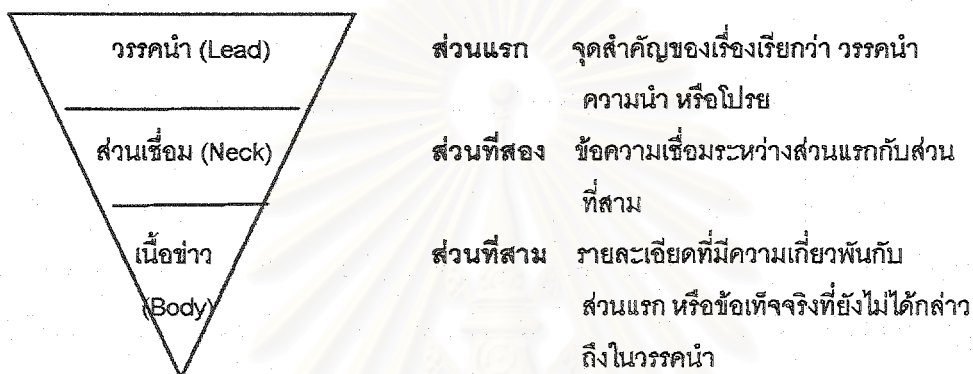 วรรคนำ (Lead) ส่วนแรก จุดสำคัญของเรื่องเรียกว่า วรรคนำ
ความนำ หรือโปรย
ส่วนเชื่อม (Neck) ส่วนที่สอง ข้อความเชื่อมระหว่างส่วนแรกกับส่วน
ที่สาม
เนื้อข่าว ส่วนที่สาม รายละเอียดที่มีความเกี่ยวพันกับ
(Body) ส่วนแรก หรือข้อเท็จจริงที่ยังไม่ได้กล่าว
ถึงในวรรคนำ